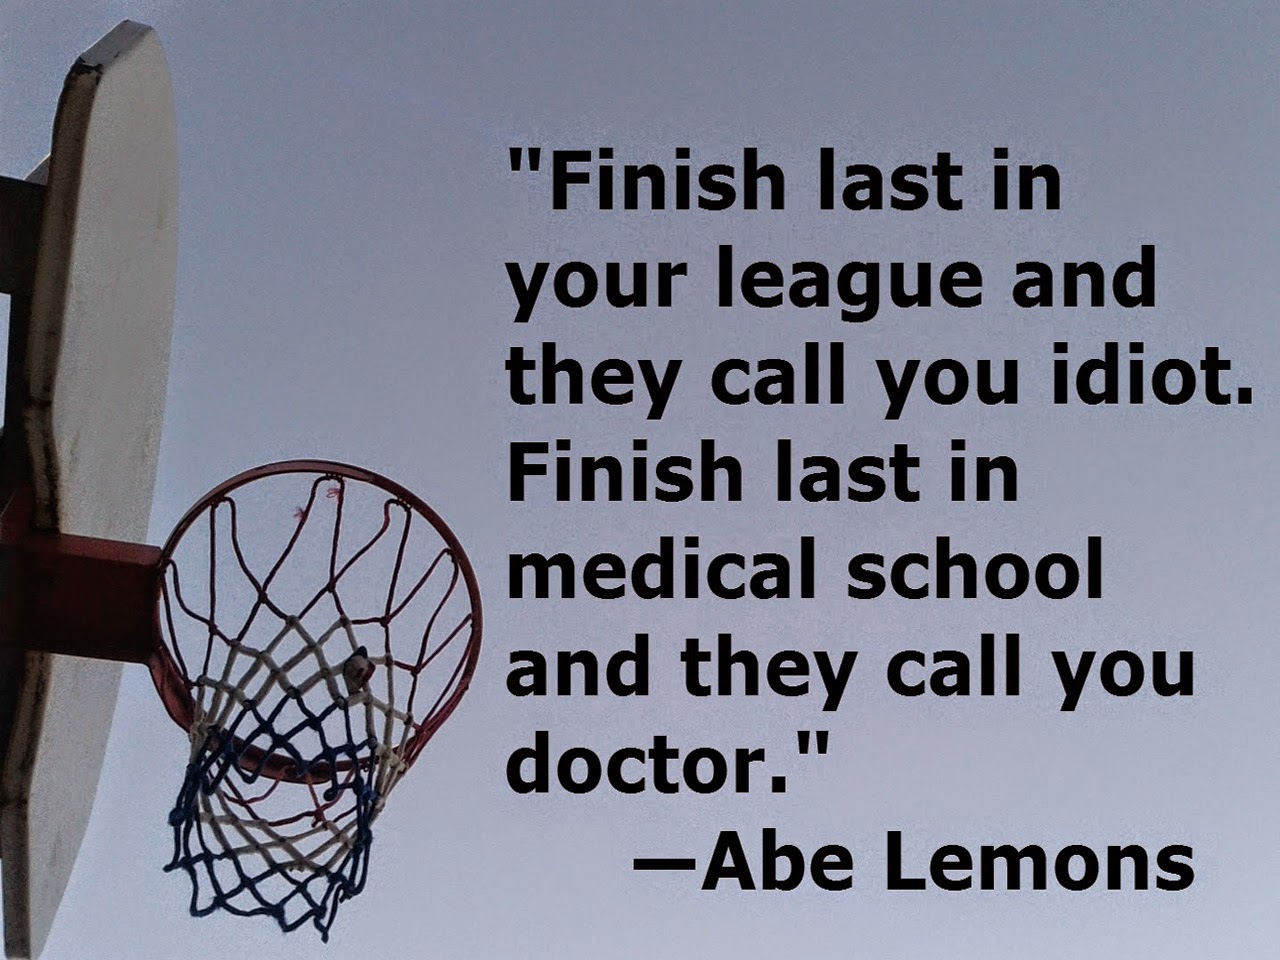 "Finish last in
your league and
they call you idiot.
Finish last in
medical school
and they call you
doctor."
—Abe Lemons